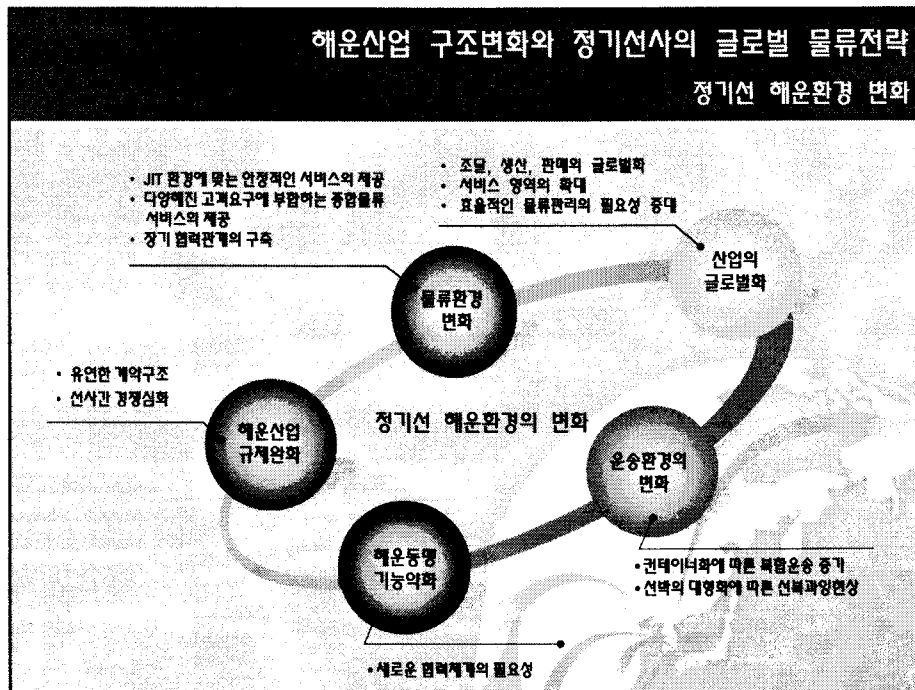 해운산업 구조변화와 정기선사의 글로벌 물류전략
정기선 해운환경 변화
• JIT 환경에 맞는 안정적인 서비스의 제공
• 다양해진 고객요구에 부합하는 종합물류
서비스의 제공
• 장기 협력관계의 구축
• 조달, 생산, 판매의 글로벌화
• 서비스 영역의 확대
• 효율적인 물류관리의 필요성 증대
산업의
글로벌화
물류환경
변화
• 유연한 계약구조
• 선사간 경쟁심화
해운산업
규제완화
정기선 해운환경의 변화
운송환경의
변화
해운동맹
기능약화
• 컨테이너화에 따른 복합운송 증가
• 선박의 대형화에 따른 선복과잉현상
• 새로운 협력체계의 필요성